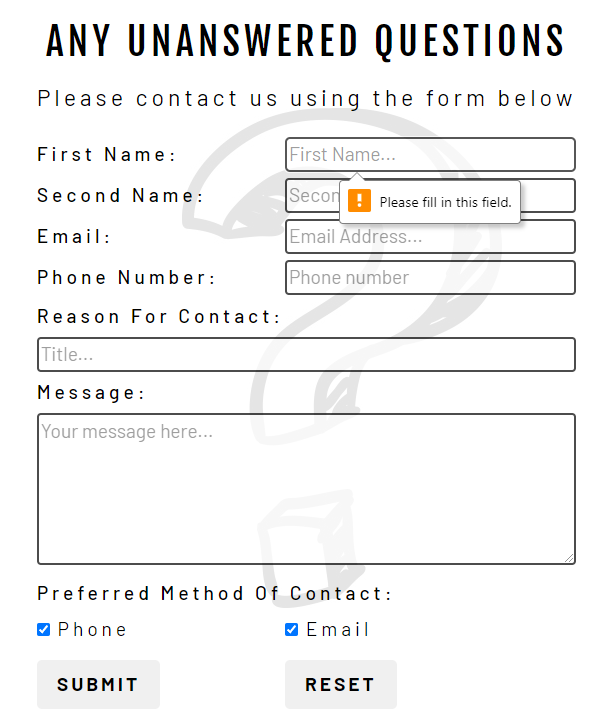 ANY UNANSWERED QUESTIONS
Please contact us using the form below
First Name: First Name...
Please fill in this field.
Second Name: Secon
Email: Email Address...
Phone Number: Phone number
Reason For Contact:
Title...
Message:
Your message here...
Preferred Method Of Contact:
Phone Email
SUBMIT RESET